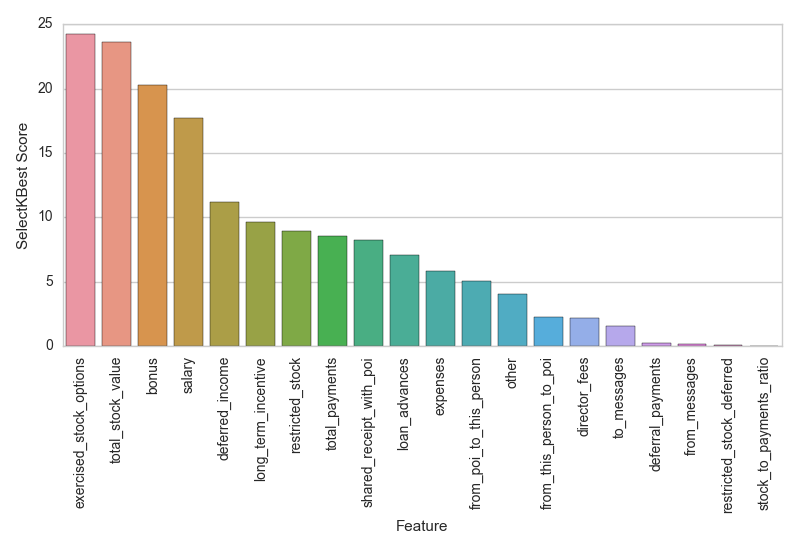 25
20
15
10
5
0
SelectKBest Score
exercised_stock_options
total_stock_value
bonus
salary
deferred_income
long_term_incentive
restricted_stock
total_payments
shared_receipt_with_poi
loan_advances
expenses
from_poi_to_this_person
other
from_this_person_to_poi
director_fees
to_messages
deferral_payments
from_messages
restricted_stock_deferred
stock_to_payments_ratio
Feature